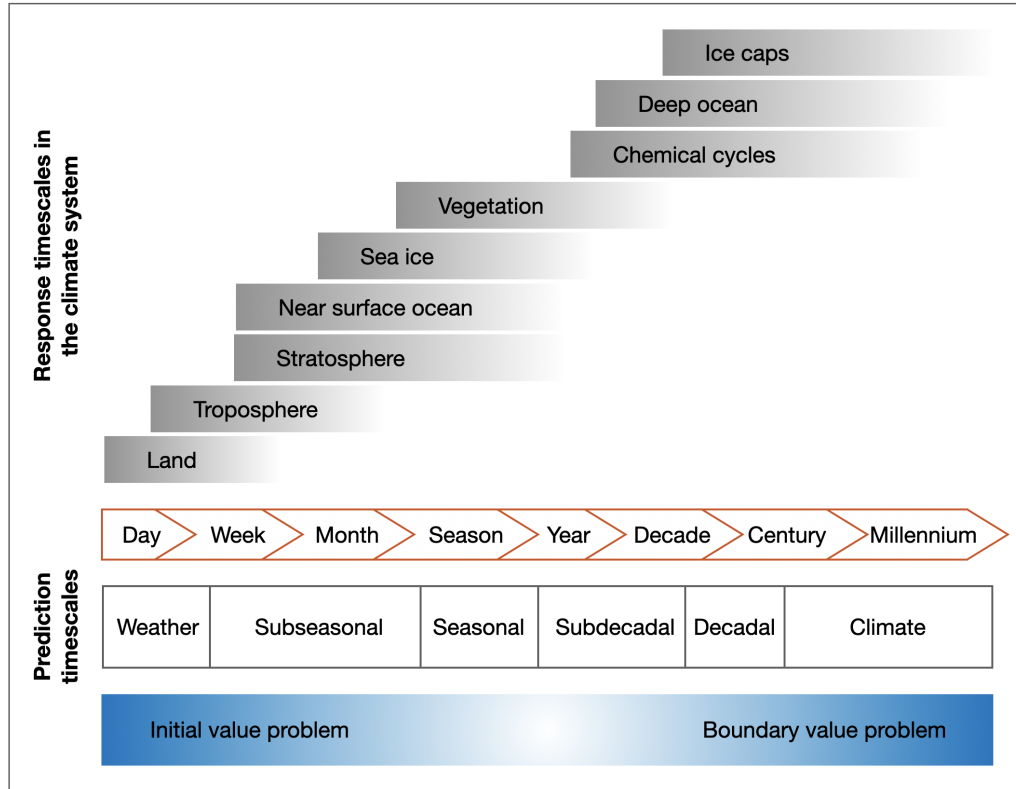 Response timescales in
the climate system
Ice caps
Deep ocean
Chemical cycles
Vegetation
Sea ice
Near surface ocean
Stratosphere
Troposphere
Land
Day Week Month Season Year Decade Century Millennium
Prediction
timescales
Weather Subseasonal Seasonal Subdecadal Decadal Climate
Initial value problem Boundary value problem